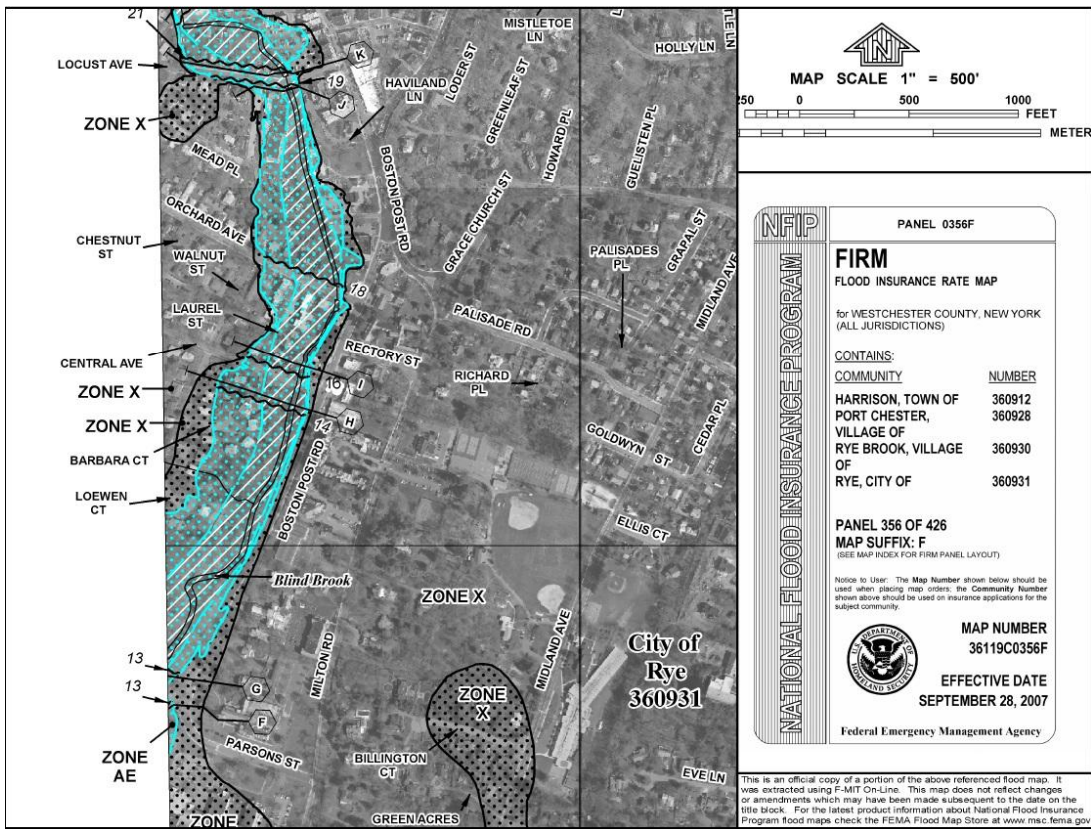 21
LOCUST AVE
ZONE X
MEAD PL
ORCHARD AVE
CHESTNUT
ST
WALNUT
ST
LAUREL
ST
CENTRAL AVE
ZONE X
ZONE X
BARBARA CT
LOEWEN
CT
13
13
ZONE
AE
ZONE
K
19
J
HAVILAND
LN
LODER ST
MISTLETOE
LN
GREENLEAF ST
HOWARD PL
HOLLY LN
GUELISTEN PL
BOSTON POST RD
GRACE CHURCH ST
PALISADES
PL
GRAPAL ST
MIDLAND AVE
18
PALISADE RD
RECTORY ST
RICHARD
PL
16
I
H
14
GOLDWYN ST
CEDAR PL
BOSTON POST RD
ELLIS CT
Blind Brook
ZONE X
MILTON RD
MIDLAND AVE
City of
Rye
360931
G
F
ZONE
X
PARSONS ST
BILLINGTON
CT
GREEN ACRES
EVE LN
N
MAP SCALE 1" = 500'
250 0 500 1000
FEET
METER
NFIP
NATIONAL FLOOD INSURANCE PROGRAM
PANEL 0356F
FIRM
FLOOD INSURANCE RATE MAP
for WESTCHESTER COUNTY, NEW YORK
(ALL JURISDICTIONS)
CONTAINS:
COMMUNITY NUMBER
HARRISON, TOWN OF 360912
PORT CHESTER, 360928
VILLAGE OF
RYE BROOK, VILLAGE 360930
OF
RYE, CITY OF 360931
PANEL 356 OF 426
MAP SUFFIX: F
(SEE MAP INDEX FOR FIRM PANEL LAYOUT)
Notice to User: The Map Number shown below should be
used when placing map orders: the Community Number
shown above should be used on insurance applications for the
subject community.
U.S. DEPARTMENT OF
HOMELAND SECURITY
MAP NUMBER
36119C0356F
EFFECTIVE DATE
SEPTEMBER 28, 2007
Federal Emergency Management Agency
This is an official copy of a portion of the above referenced flood map. It
was extracted using F-MIT On-Line. This map does not reflect changes
or amendments which may have been made subsequent to the date on the
title block. For the latest product information about National Flood Insurance
Program flood maps check the FEMA Flood Map Store at www.msc.fema.gov